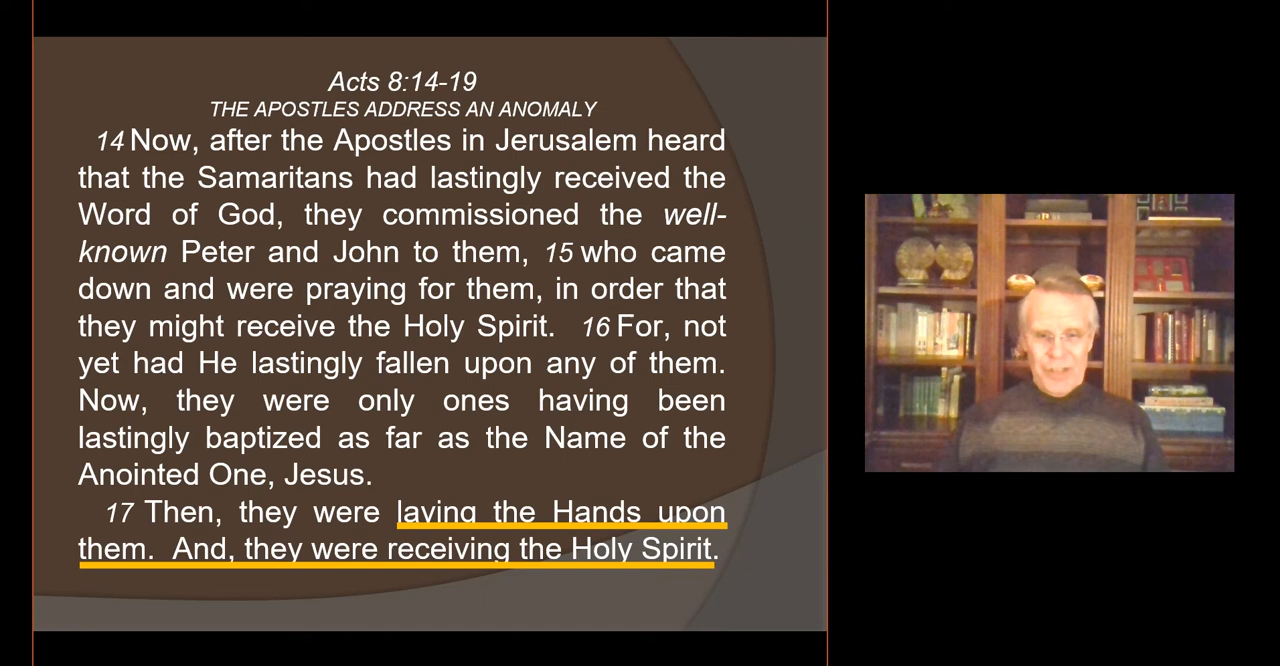 Acts 8:14-19
THE APOSTLES ADDRESS AN ANOMALY
14 Now, after the Apostles in Jerusalem heard
that the Samaritans had lastingly received the
Word of God, they commissioned the well-
known Peter and John to them, 15 who came
down and were praying for them, in order that
they might receive the Holy Spirit. 16 For, not
yet had He lastingly fallen upon any of them.
Now, they were only ones having been
lastingly baptized as far as the Name of the
Anointed One, Jesus.
17 Then, they were laying the Hands upon
them. And, they were receiving the Holy Spirit.